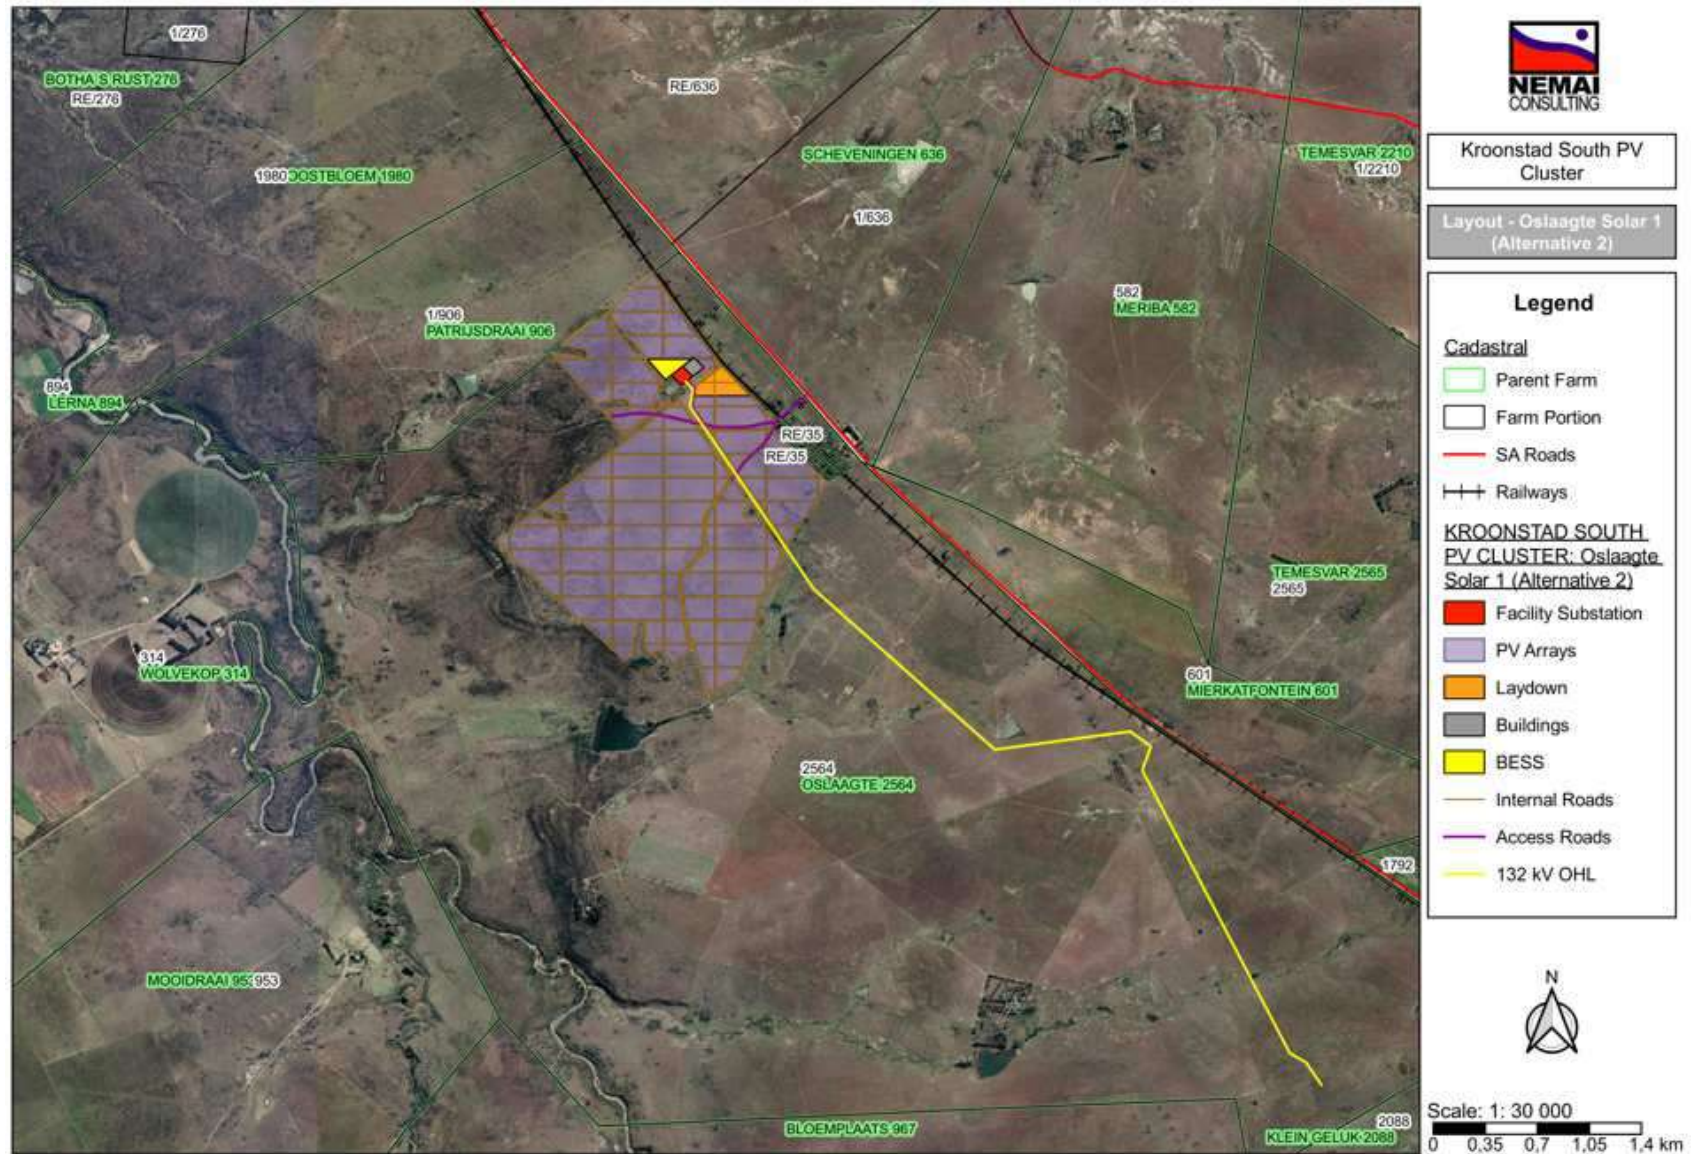 1/276
BOTHA S RUST 276
RE/276
RE/636
SCHEVENINGEN 636
TEMESVAR 2210
1/2210
1980
OOSTBLOEM 1980
1/636
582
MERIBA 582
1/906
PATRIJSDRAAI 906
894
LERNA 894
RE/35
RE/35
TEMESVAR 2565
2565
314
WOLVEKOP 314
601
MIERKATFONTEIN 601
2564
OSLAAGTE 2564
1792
MOOIDRAAI 953
953
BLOEMPLAATS 967
2088
KLEIN GELUK 2088
NEMAI
CONSULTING
Kroonstad South PV
Cluster
Layout - Oslaagte Solar 1
(Alternative 2)
Legend
Cadastral
Parent Farm
Farm Portion
SA Roads
Railways
KROONSTAD SOUTH
PV CLUSTER: Oslaagte
Solar 1 (Alternative 2)
Facility Substation
PV Arrays
Laydown
Buildings
BESS
Internal Roads
Access Roads
132 kV OHL
N
Scale: 1: 30 000
0 0,35 0,7 1,05 1,4 km